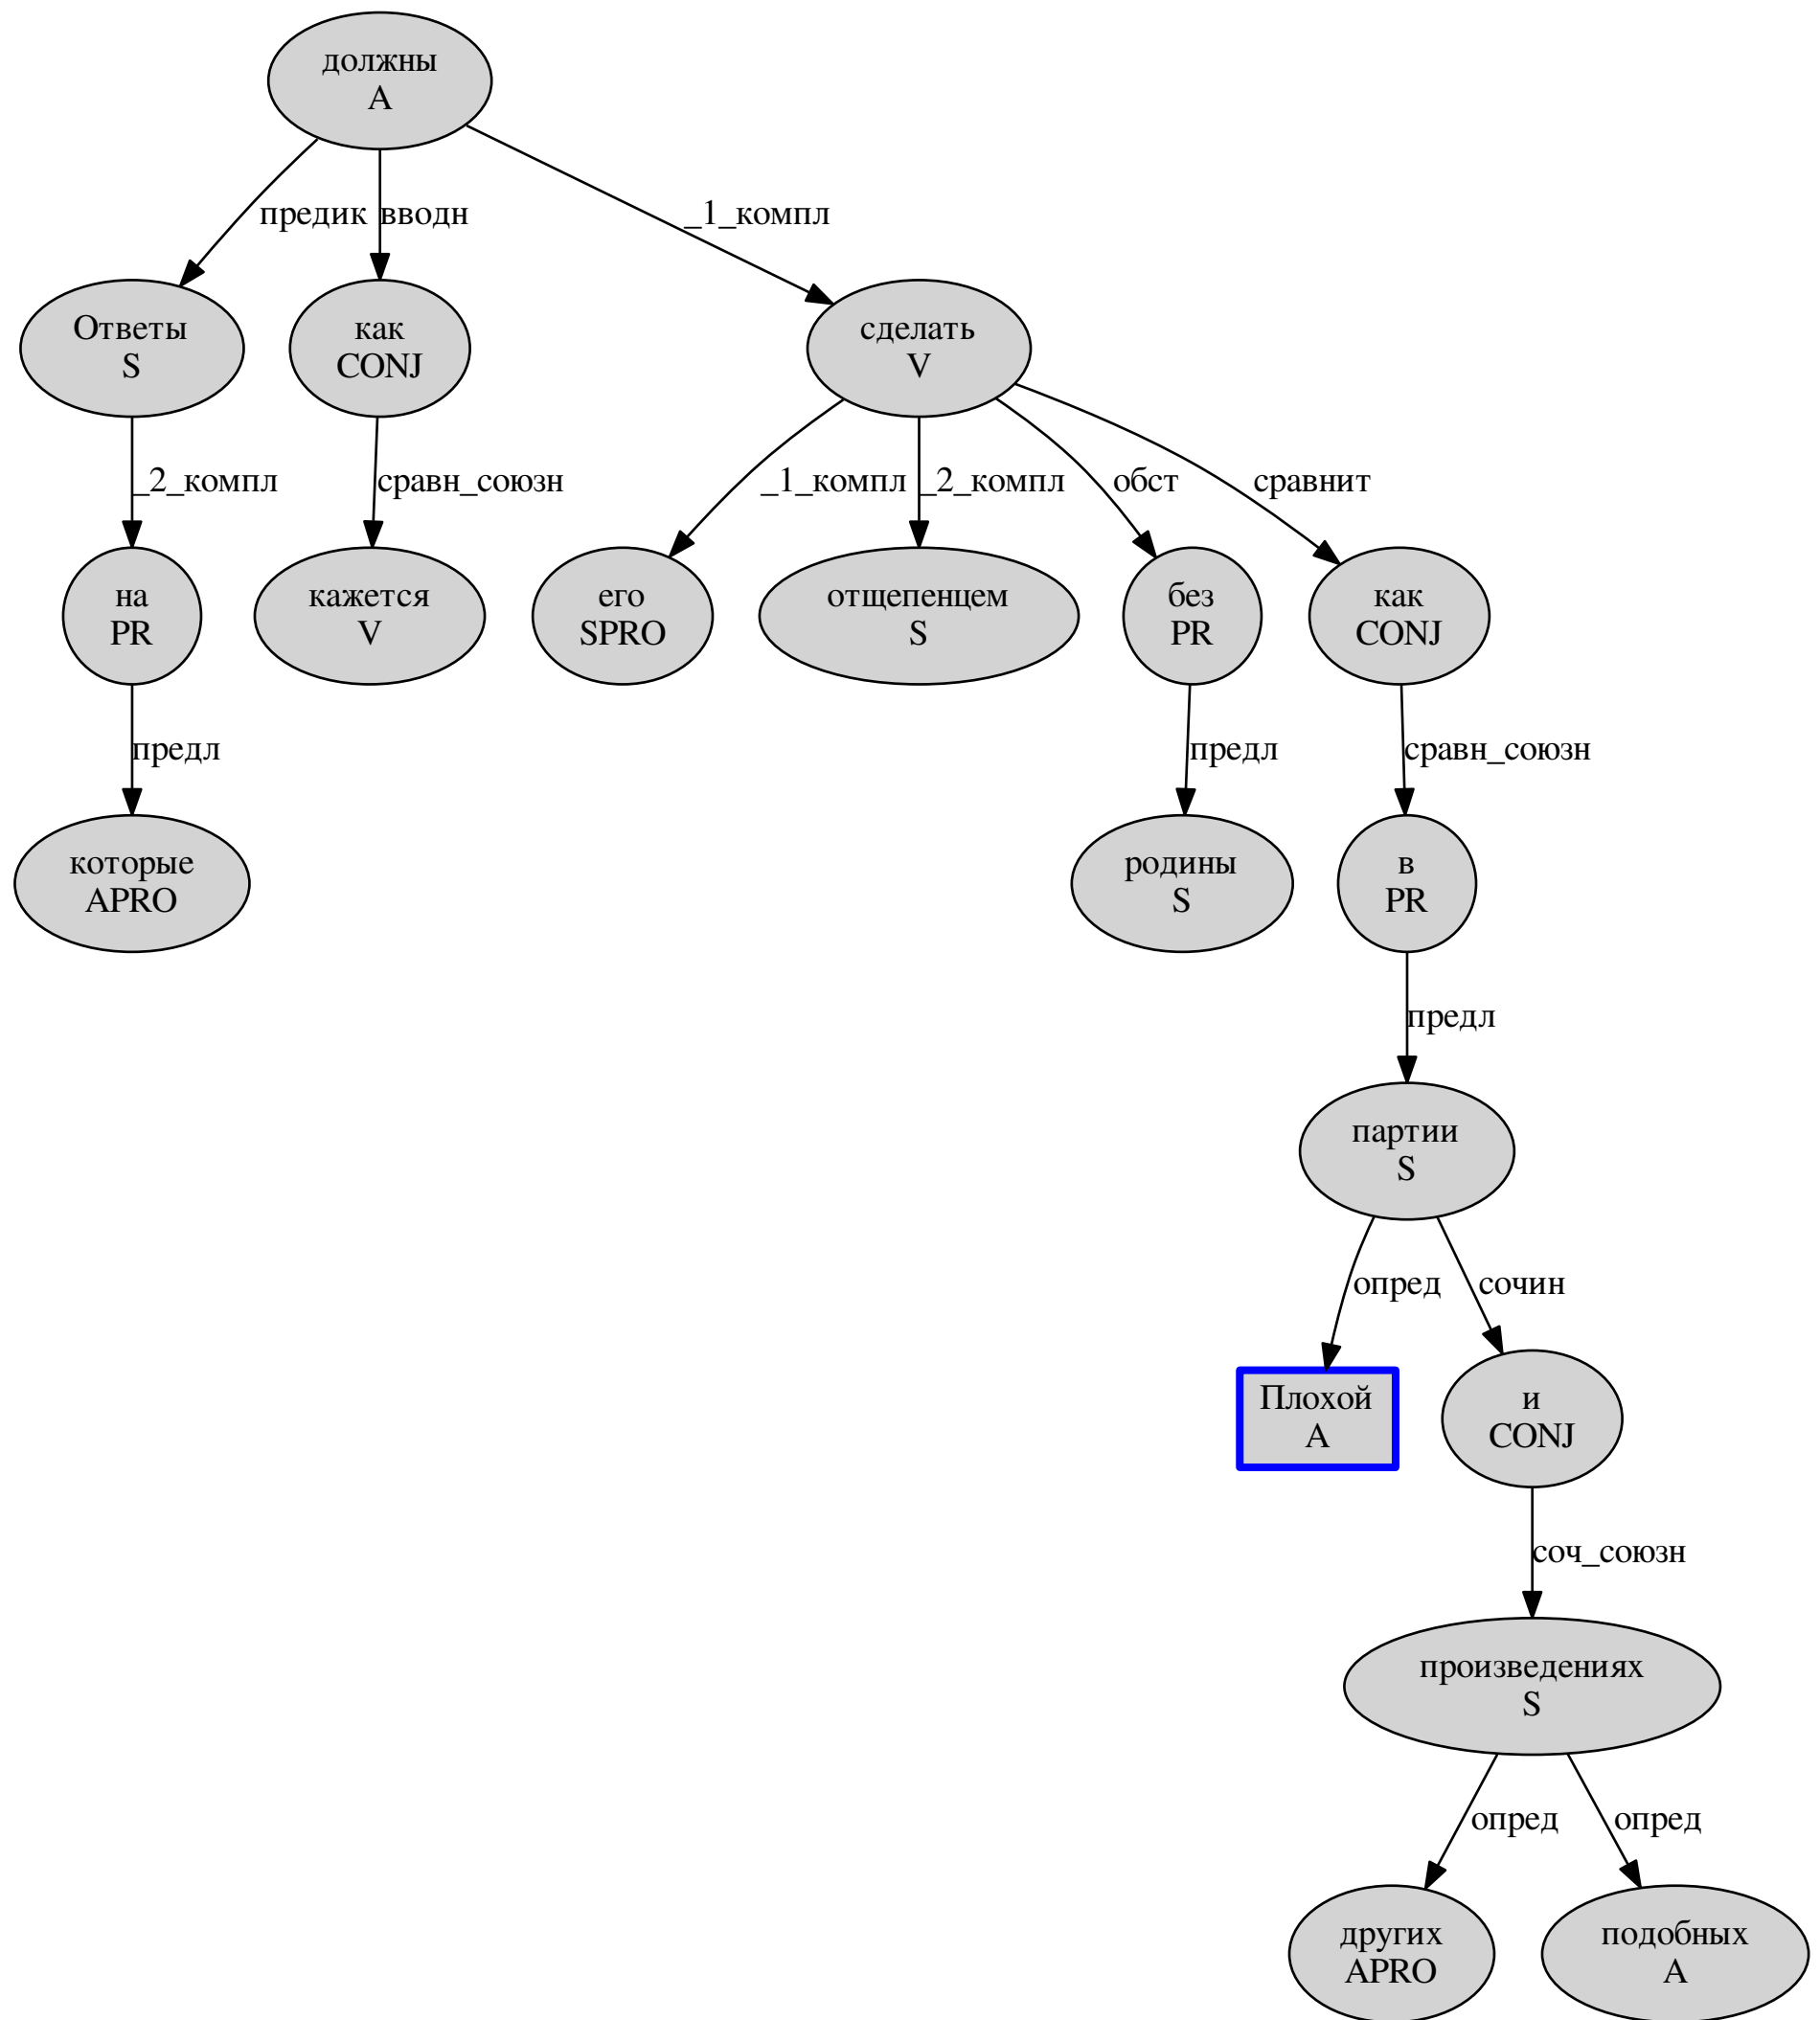 должны
A
предик
вводн
_1_компл
Ответы
S
как
CONJ
сделать
V
_2_компл
сравн_союзн
_1_компл
_2_компл
обст
сравнит
на
PR
кажется
V
его
SPRO
отщепенцем
S
без
PR
как
CONJ
предл
предл
сравн_союзн
которые
APRO
родины
S
в
PR
предл
партии
S
опред
сочин
Плохой
A
и
CONJ
соч_союзн
произведениях
S
опред
опред
других
APRO
подобных
A